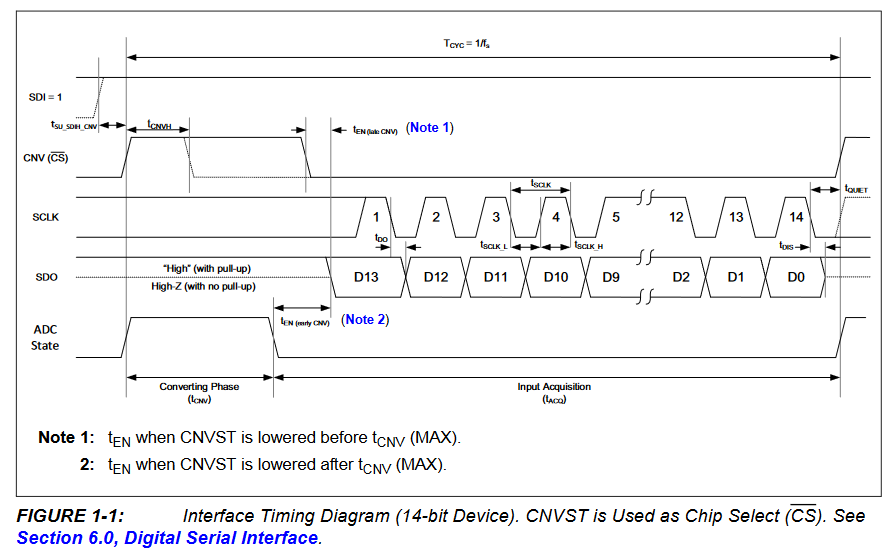 TCYC = 1/fs
SDI = 1
tSU_SDIH_CNV
tCNVH
tEN (late CNV) (Note 1)
CNV (CS)
tSCLK
tQUIET
SCLK
1 2 3 4 5 12 13 14
tDO
tSCLK_L
tSCLK_H
tDIS
SDO
"High" (with pull-up)
High-Z (with no pull-up)
D13 D12 D11 D10 D9 D2 D1 D0
tEN (early CNV) (Note 2)
ADC
State
Converting Phase
(tCNV)
Input Acquisition
(tACQ)
Note 1: tEN when CNVST is lowered before tCNV (MAX).
2: tEN when CNVST is lowered after tCNV (MAX).
FIGURE 1-1: Interface Timing Diagram (14-bit Device). CNVST is Used as Chip Select (CS). See
Section 6.0, Digital Serial Interface.